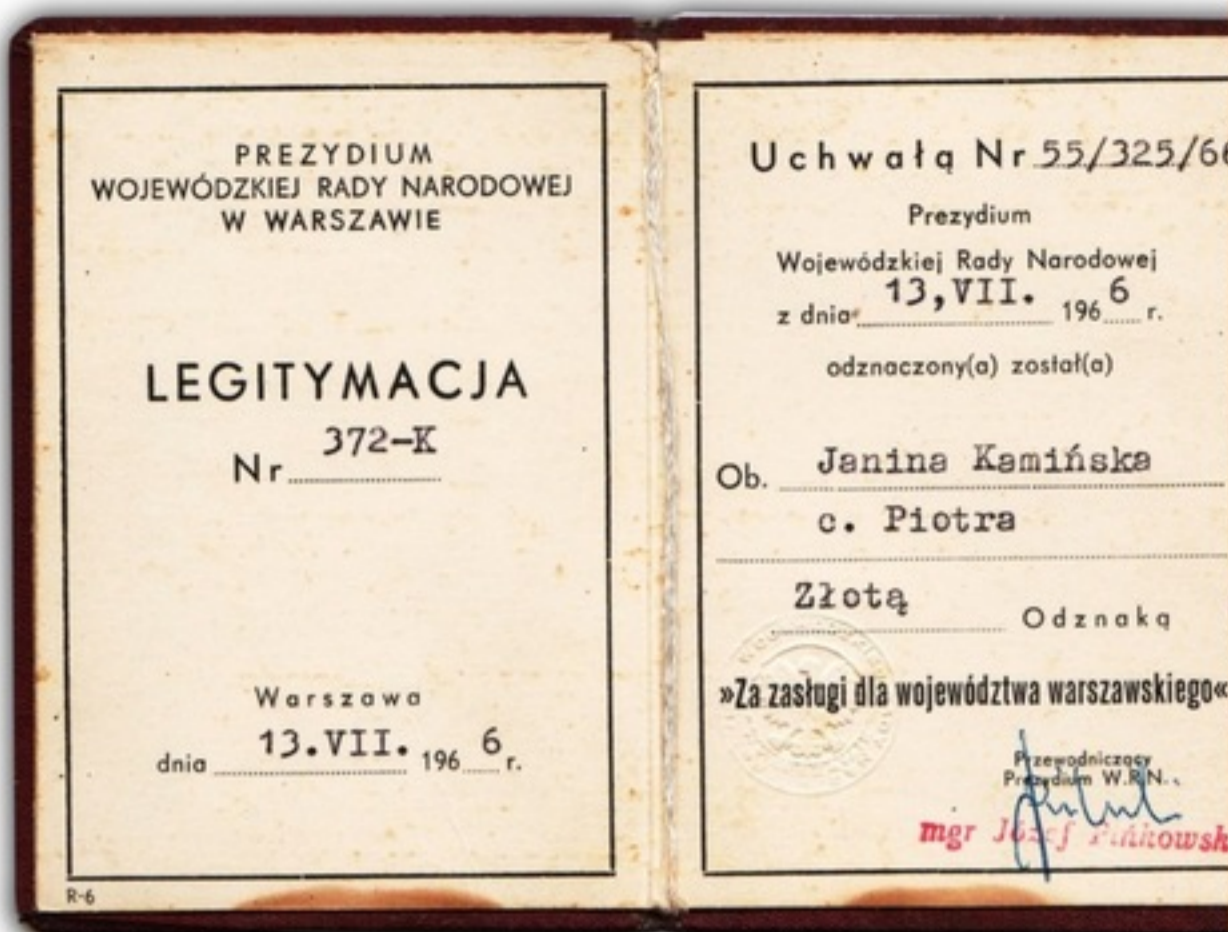 PREZYDIUM
WOJEWÓDZKIEJ RADY NARODOWEJ
W WARSZAWIE
LEGITYMACJA
Nr 372-K
Warszawa
dnia 13.VII. 1966 r.
R-6
Uchwałą Nr 55/325/66
Prezydium
Wojewódzkiej Rady Narodowej
z dnia 13,VII. 1966 r.
odznaczony(a) został(a)
Ob. Janina Kamińska
c. Piotra
Złotą Odznaką
»Za zasługi dla województwa warszawskiego«
Przewodniczący
Prezydium W.R.N.
mgr Józef